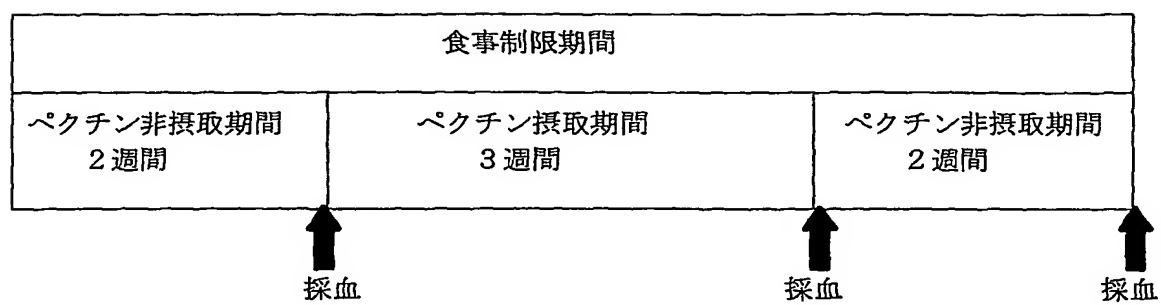 食事制限期間
ペクチン非摂取期間
2週間
ペクチン摂取期間
3週間
ペクチン非摂取期間
2週間
採血
採血
採血